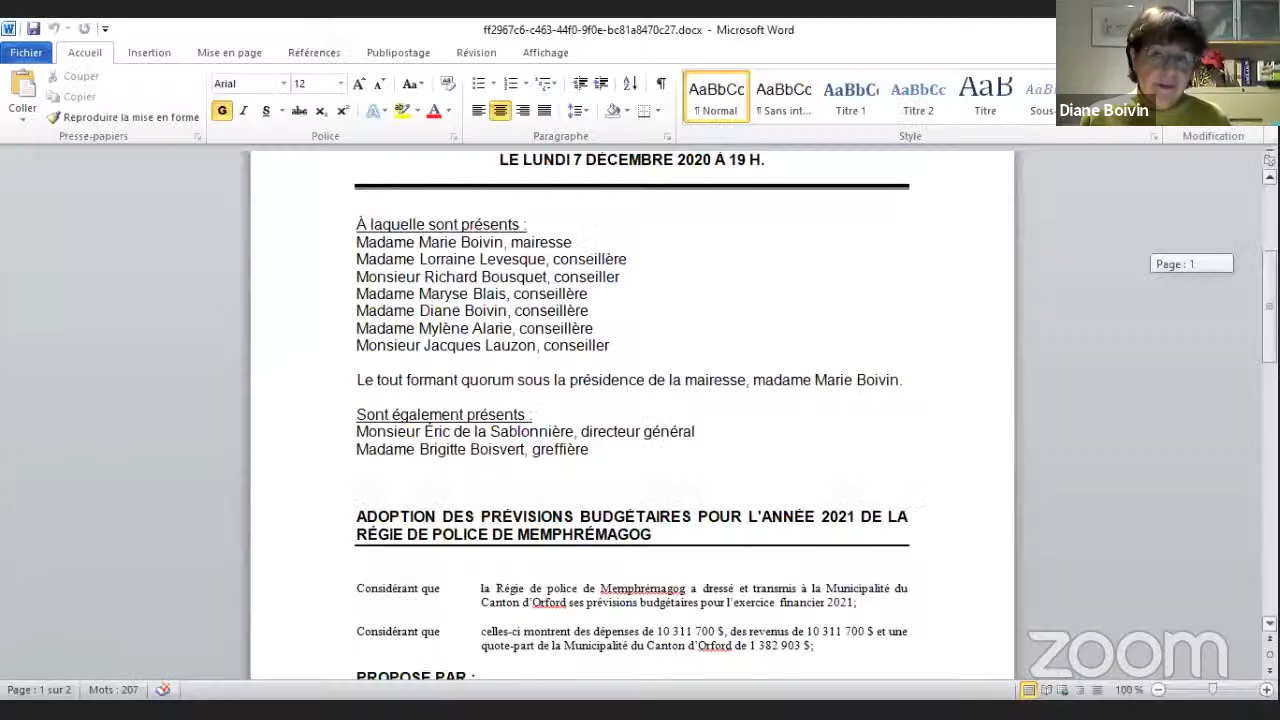 ff2967c6-c463-44f0-9f0e-bc81a8470c27.docx - Microsoft Word
Fichier Accueil Insertion Mise en page Références Publipostage Révision Affichage
Coller
Couper
Copier
Reproduire la mise en forme
Presse-papiers
Arial 12
G I S abc x₂ x²
Police
Paragraphe
AaBbCc AaBbCc AaBbC AaBbCc AaB AaBb
¶ Normal ¶ Sans int... Titre 1 Titre 2 Titre Sous-
Style
Modification
Diane Boivin
LE LUNDI 7 DÉCEMBRE 2020 À 19 H.
À laquelle sont présents :
Madame Marie Boivin, mairesse
Madame Lorraine Levesque, conseillère
Monsieur Richard Bousquet, conseiller
Madame Maryse Blais, conseillère
Madame Diane Boivin, conseillère
Madame Mylène Alarie, conseillère
Monsieur Jacques Lauzon, conseiller
Page : 1
Le tout formant quorum sous la présidence de la mairesse, madame Marie Boivin.
Sont également présents :
Monsieur Éric de la Sablonnière, directeur général
Madame Brigitte Boisvert, greffière
ADOPTION DES PRÉVISIONS BUDGÉTAIRES POUR L'ANNÉE 2021 DE LA
RÉGIE DE POLICE DE MEMPHRÉMAGOG
Considérant que la Régie de police de Memphrémagog a dressé et transmis à la Municipalité du
Canton d'Orford ses prévisions budgétaires pour l'exercice financier 2021;
Considérant que celles-ci montrent des dépenses de 10 311 700 $, des revenus de 10 311 700 $ et une
quote-part de la Municipalité du Canton d'Orford de 1 382 903 $;
PROPOSÉ PAR :
zoom
Page : 1 sur 2 Mots : 207 100 %